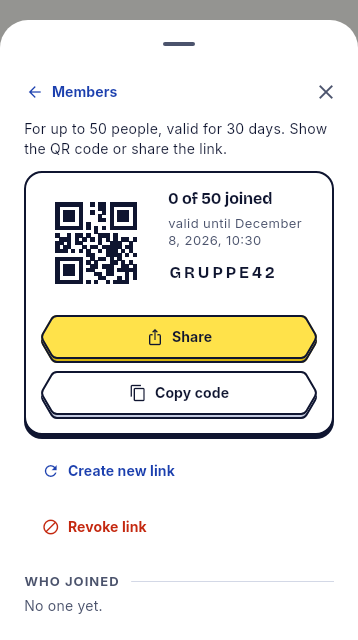 Members
For up to 50 people, valid for 30 days. Show
the QR code or share the link.
0 of 50 joined
valid until December
8, 2026, 10:30
GRUPPE42
Share
Copy code
Create new link
Revoke link
WHO JOINED
No one yet.